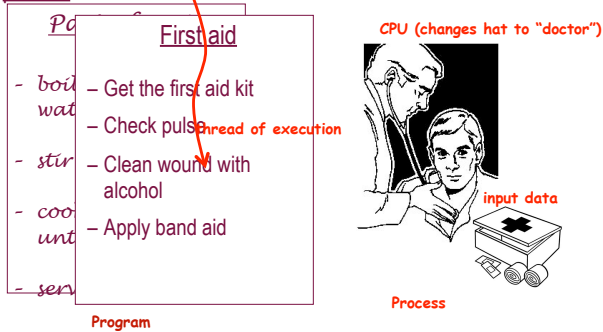 First aid
– Get the first aid kit
– Check pulse
– Clean wound with
alcohol
– Apply band aid
- boil
wat
- stir
- coo
unt
- serv
thread of execution
Program
CPU (changes hat to “doctor”)
input data
Process